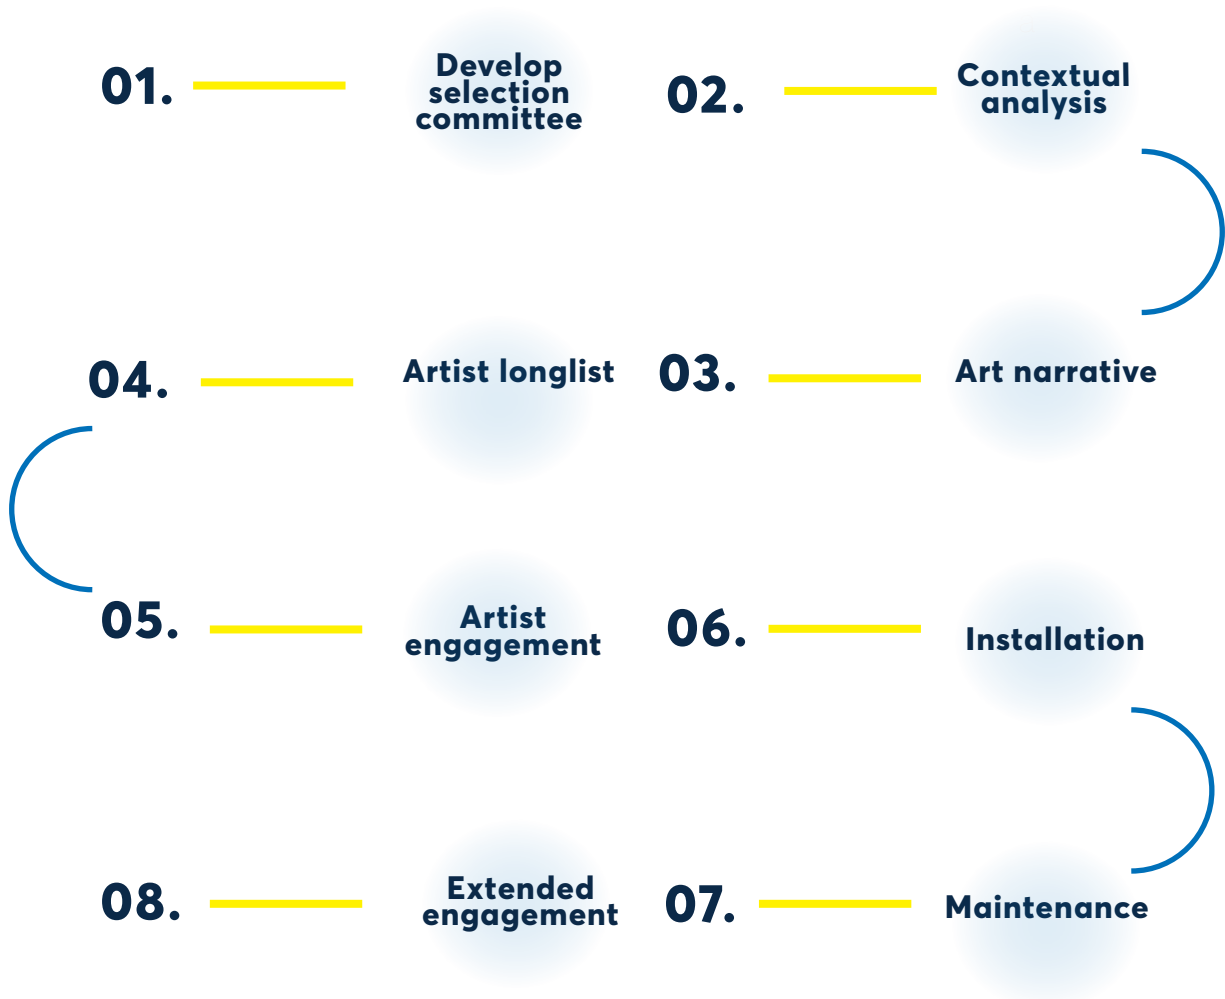 01.
Develop
selection
committee
02.
Contextual
analysis
03.
Art narrative
04.
Artist longlist
05.
Artist
engagement
06.
Installation
07.
Maintenance
08.
Extended
engagement